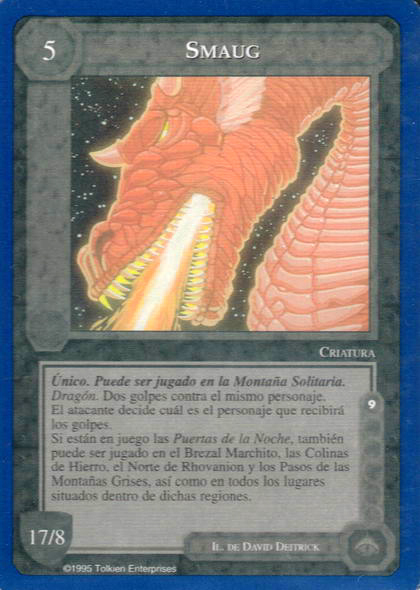 5
SMAUG
CRIATURA
Único. Puede ser jugado en la Montaña Solitaria.
Dragón. Dos golpes contra el mismo personaje.
El atacante decide cuál es el personaje que recibirá
los golpes.
Si están en juego las Puertas de la Noche, también
puede ser jugado en el Brezal Marchito, las Colinas
de Hierro, el Norte de Rhovanion y los Pasos de las
Montañas Grises, así como en todos los lugares
situados dentro de dichas regiones.
9
17/8
IL. DE DAVID DEITRICK
©1995 Tolkien Enterprises